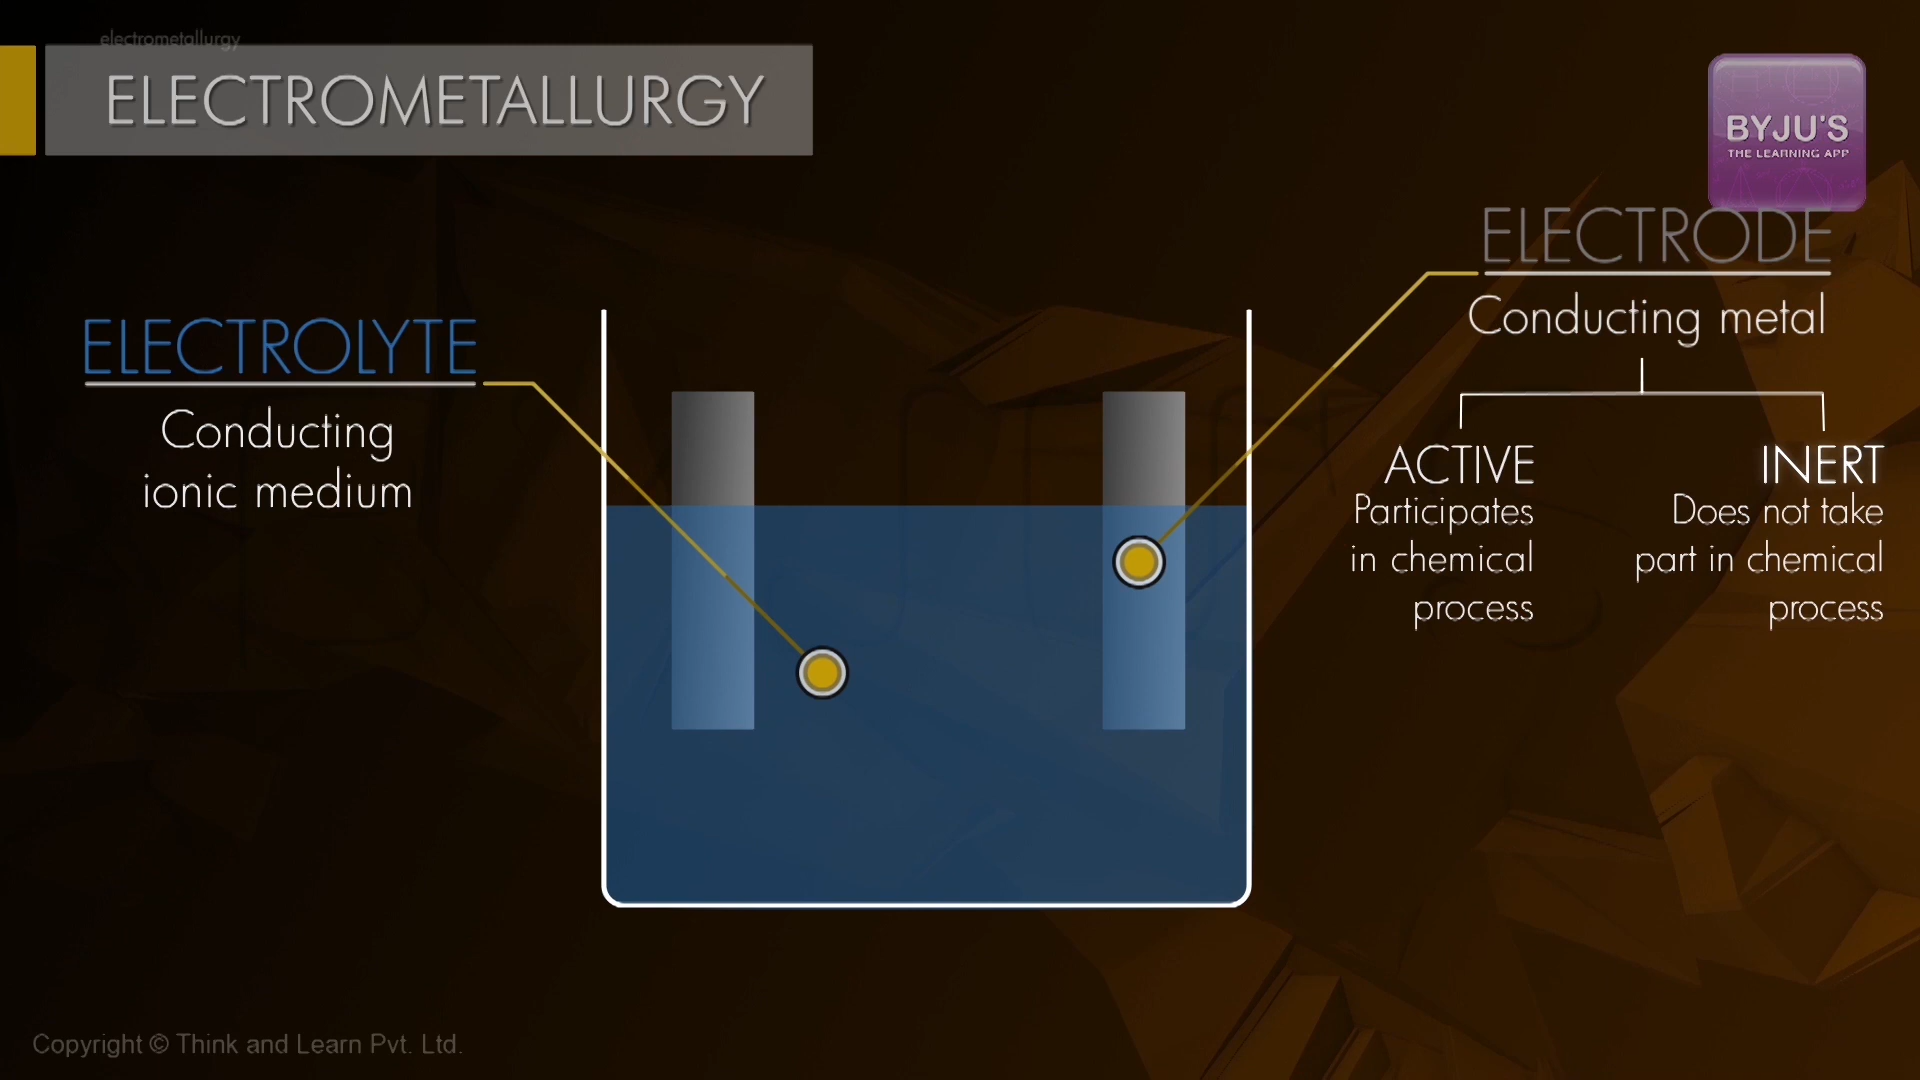 electrometallurgy
ELECTROMETALLURGY
BYJU'S
THE LEARNING APP
ELECTROLYTE
Conducting
ionic medium
ELECTRODE
Conducting metal
ACTIVE
Participates
in chemical
process
INERT
Does not take
part in chemical
process
Copyright © Think and Learn Pvt. Ltd.